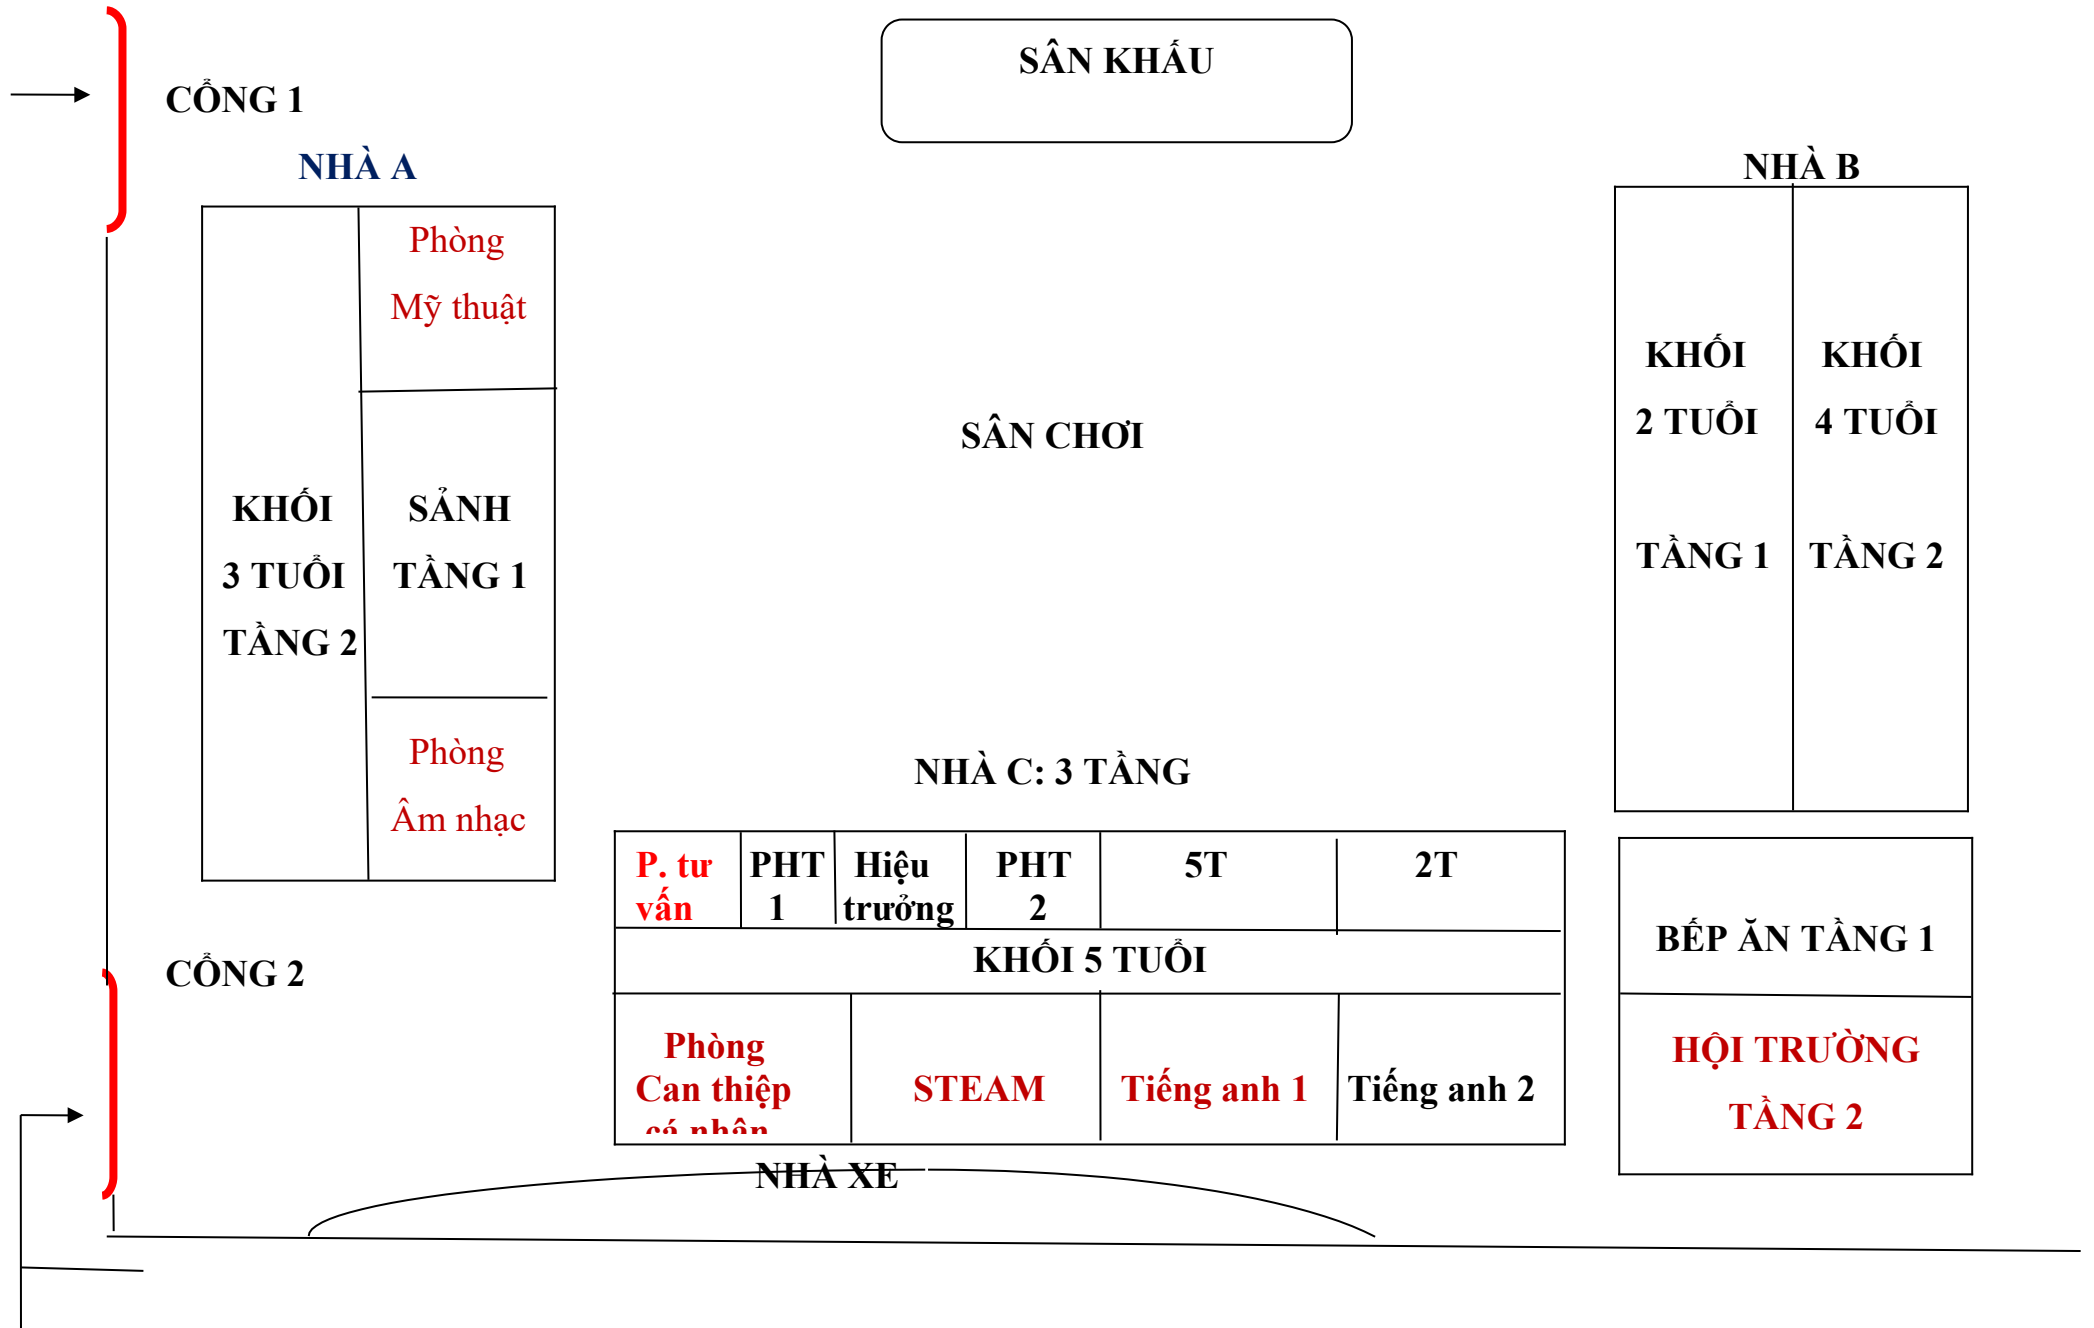 SÂN KHẤU
CỔNG 1
NHÀ A
NHÀ B
Phòng
Mỹ thuật
KHỐI
3 TUỔI
TẦNG 2
SẢNH
TẦNG 1
Phòng
Âm nhạc
SÂN CHƠI
KHỐI
2 TUỔI
TẦNG 1
KHỐI
4 TUỔI
TẦNG 2
NHÀ C: 3 TẦNG
P. tư
vấn
PHT
1
Hiệu
trưởng
PHT
2
5T
2T
KHỐI 5 TUỔI
Phòng
Can thiệp
cá nhân
STEAM
Tiếng anh 1
Tiếng anh 2
BẾP ĂN TẦNG 1
HỘI TRƯỜNG
TẦNG 2
CỔNG 2
NHÀ XE